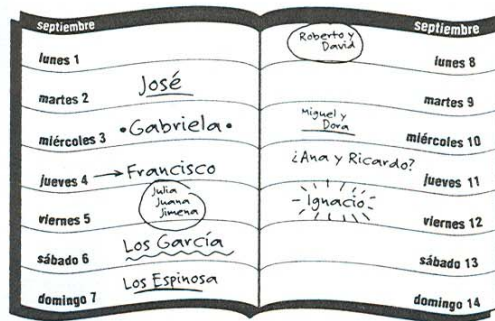 septiembre
lunes 1
martes 2 José
miércoles 3 •Gabriela•
jueves 4 → Francisco
viernes 5 Julia
Juana
Jimena
sábado 6 Los García
domingo 7 Los Espinosa
septiembre
Roberto y
David
lunes 8
martes 9
Miguel y
Dora
miércoles 10
¿Ana y Ricardo?
jueves 11
-Ignacio-
viernes 12
sábado 13
domingo 14